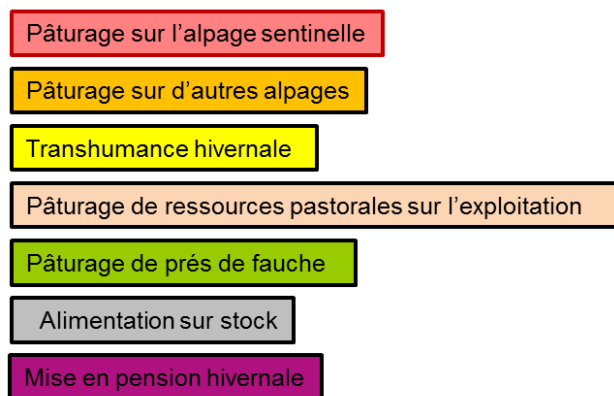 Pâturage sur l’alpage sentinelle
Pâturage sur d’autres alpages
Transhumance hivernale
Pâturage de ressources pastorales sur l’exploitation
Pâturage de prés de fauche
Alimentation sur stock
Mise en pension hivernale